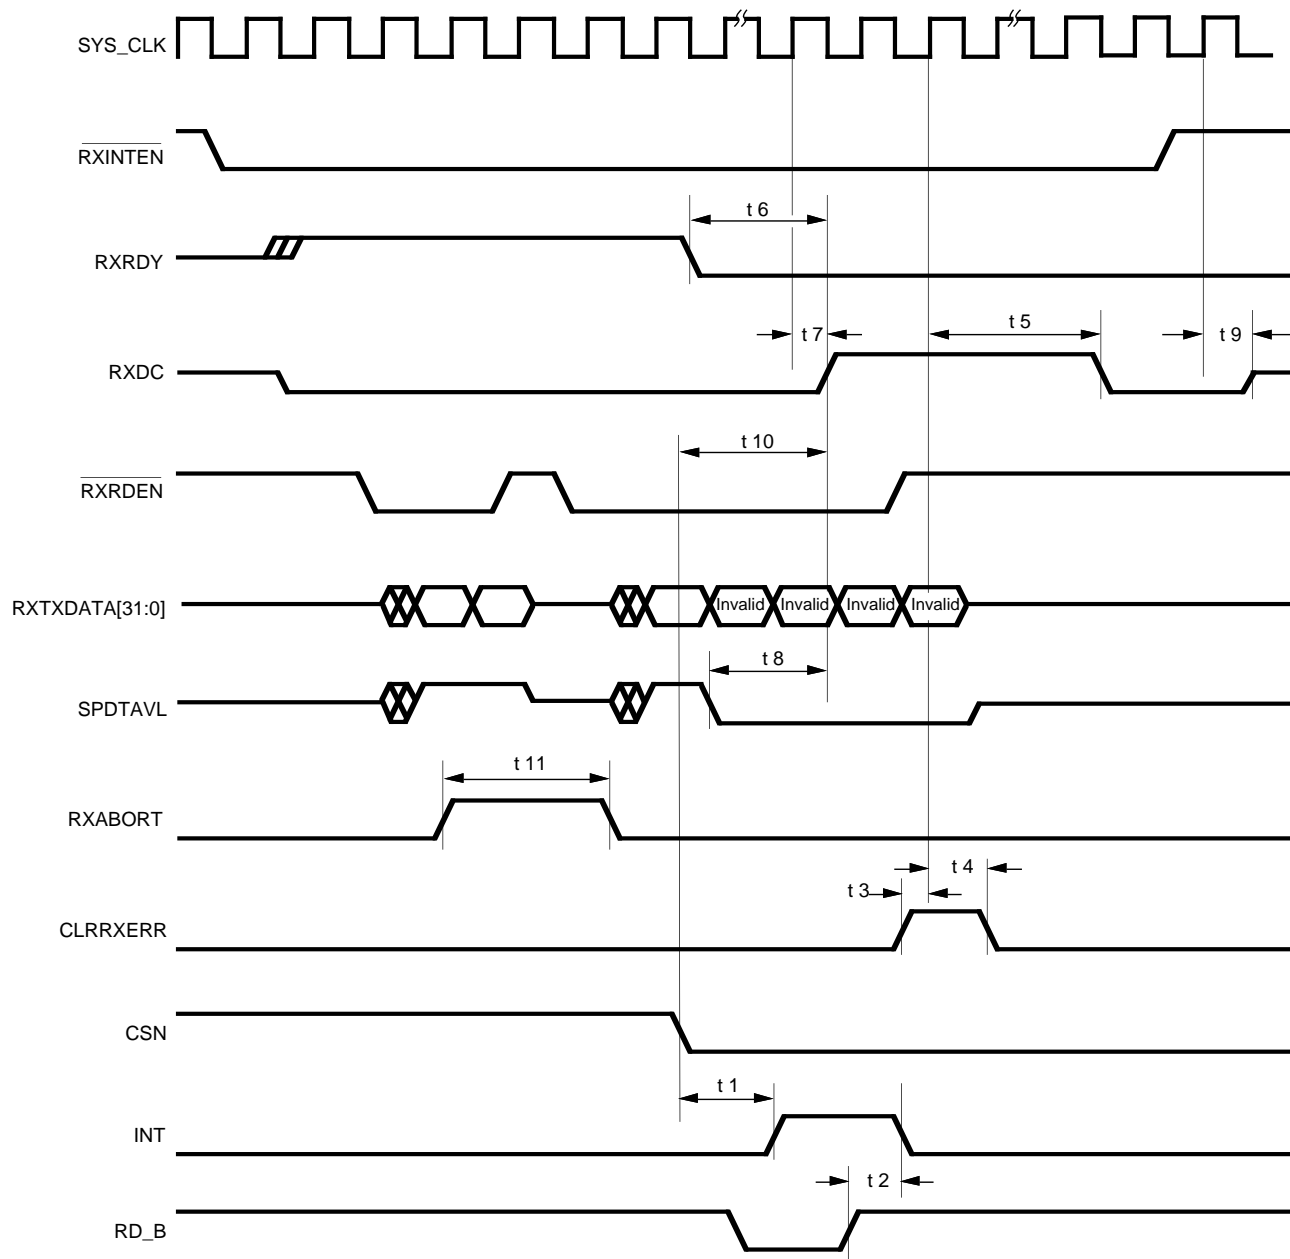 SYS_CLK
RXINTEN
t 6
RXRDY
t 7
t 5
t 9
RXDC
t 10
RXRDEN
RXTXDATA[31:0]
Invalid Invalid Invalid Invalid
t 8
SPDTAVL
t 11
RXABORT
t 4
t 3
CLRRXERR
CSN
t 1
INT
t 2
RD_B